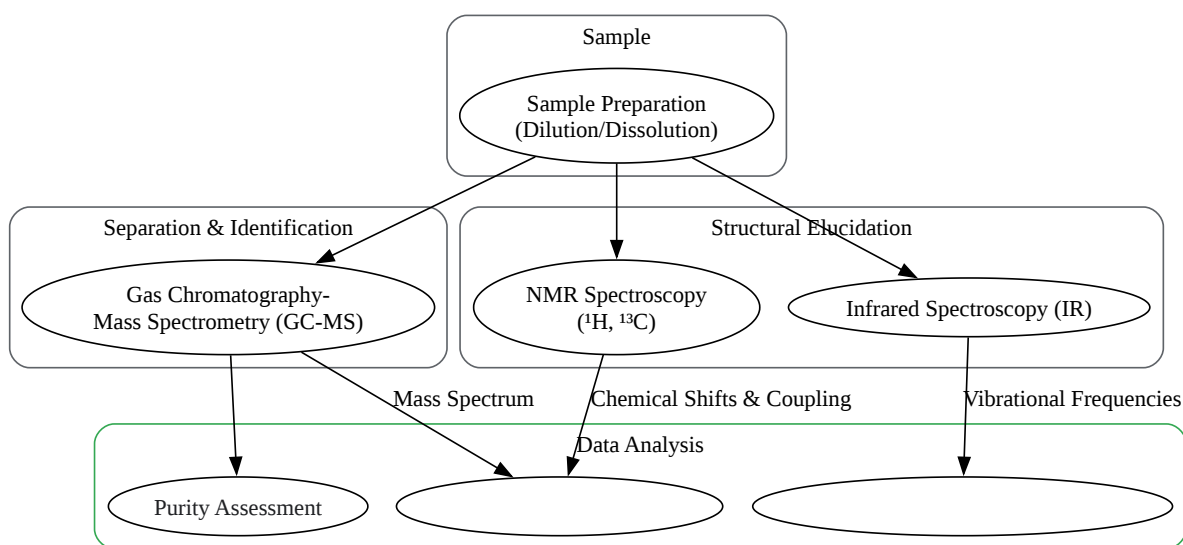 Sample
Sample Preparation
(Dilution/Dissolution)
Separation & Identification
Structural Elucidation
Gas Chromatography-
Mass Spectrometry (GC-MS)
NMR Spectroscopy
(¹H, ¹³C)
Infrared Spectroscopy (IR)
Mass Spectrum
Chemical Shifts & Coupling
Vibrational Frequencies
Data Analysis
Purity Assessment